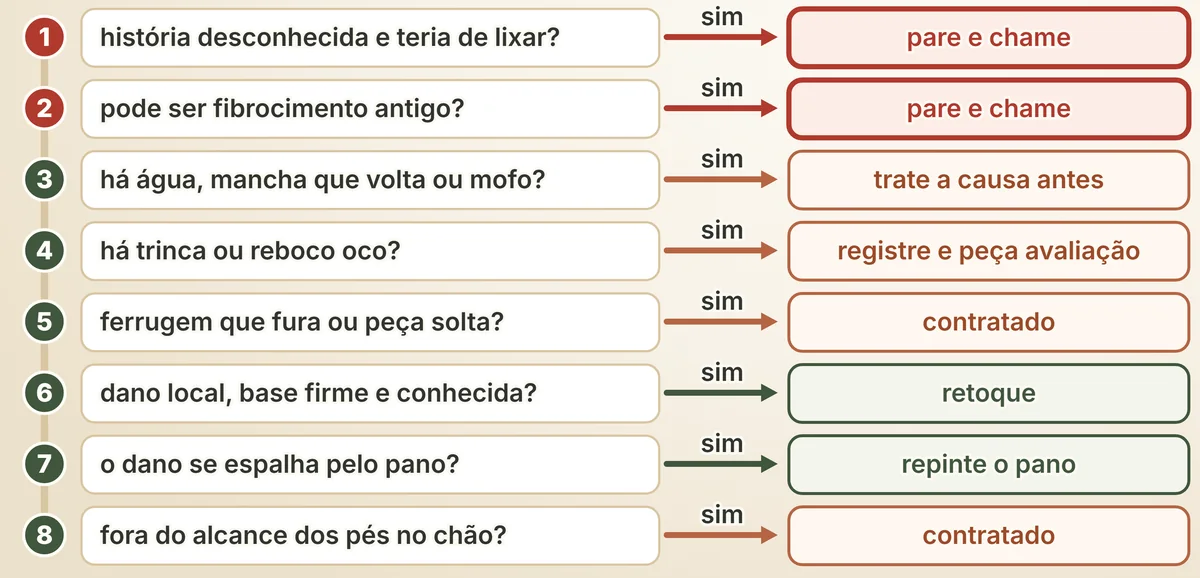 1 história desconhecida e teria de lixar? sim pare e chame
2 pode ser fibrocimento antigo? sim pare e chame
3 há água, mancha que volta ou mofo? sim trate a causa antes
4 há trinca ou reboco oco? sim registre e peça avaliação
5 ferrugem que fura ou peça solta? sim contratado
6 dano local, base firme e conhecida? sim retoque
7 o dano se espalha pelo pano? sim repinte o pano
8 fora do alcance dos pés no chão? sim contratado